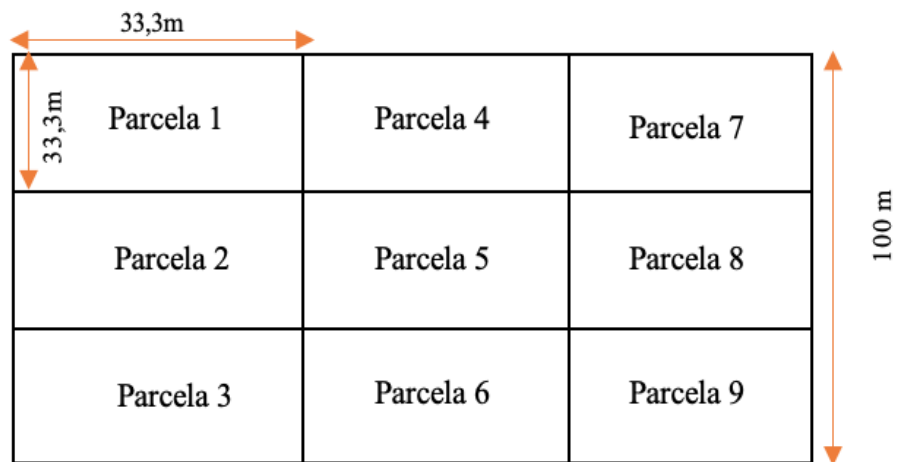 33,3m
33,3m
Parcela 1
Parcela 4
Parcela 7
Parcela 2
Parcela 5
Parcela 8
100 m
Parcela 3
Parcela 6
Parcela 9